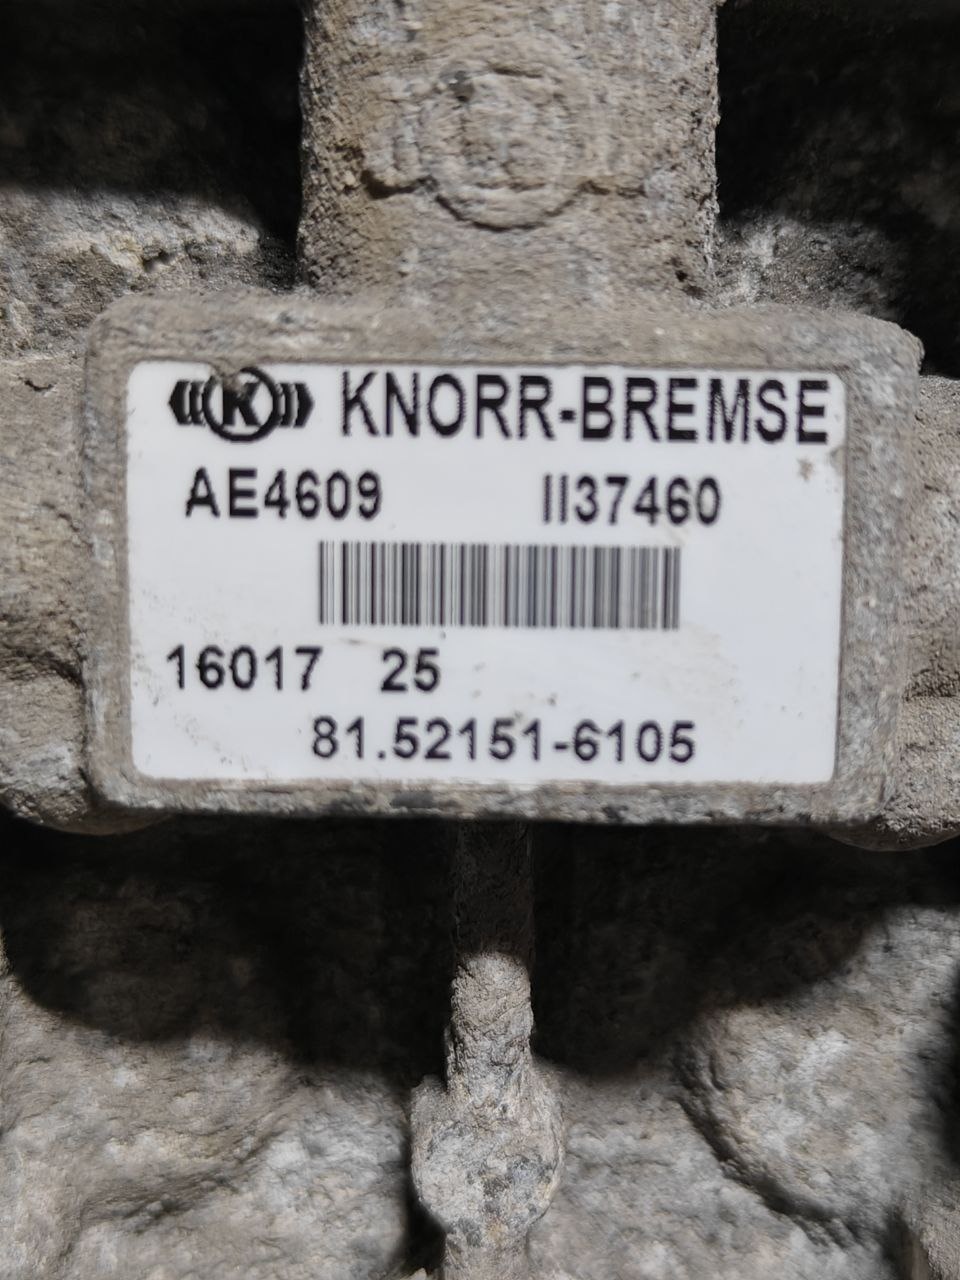 K KNORR-BREMSE
AE4609 II37460
16017 25
81.52151-6105